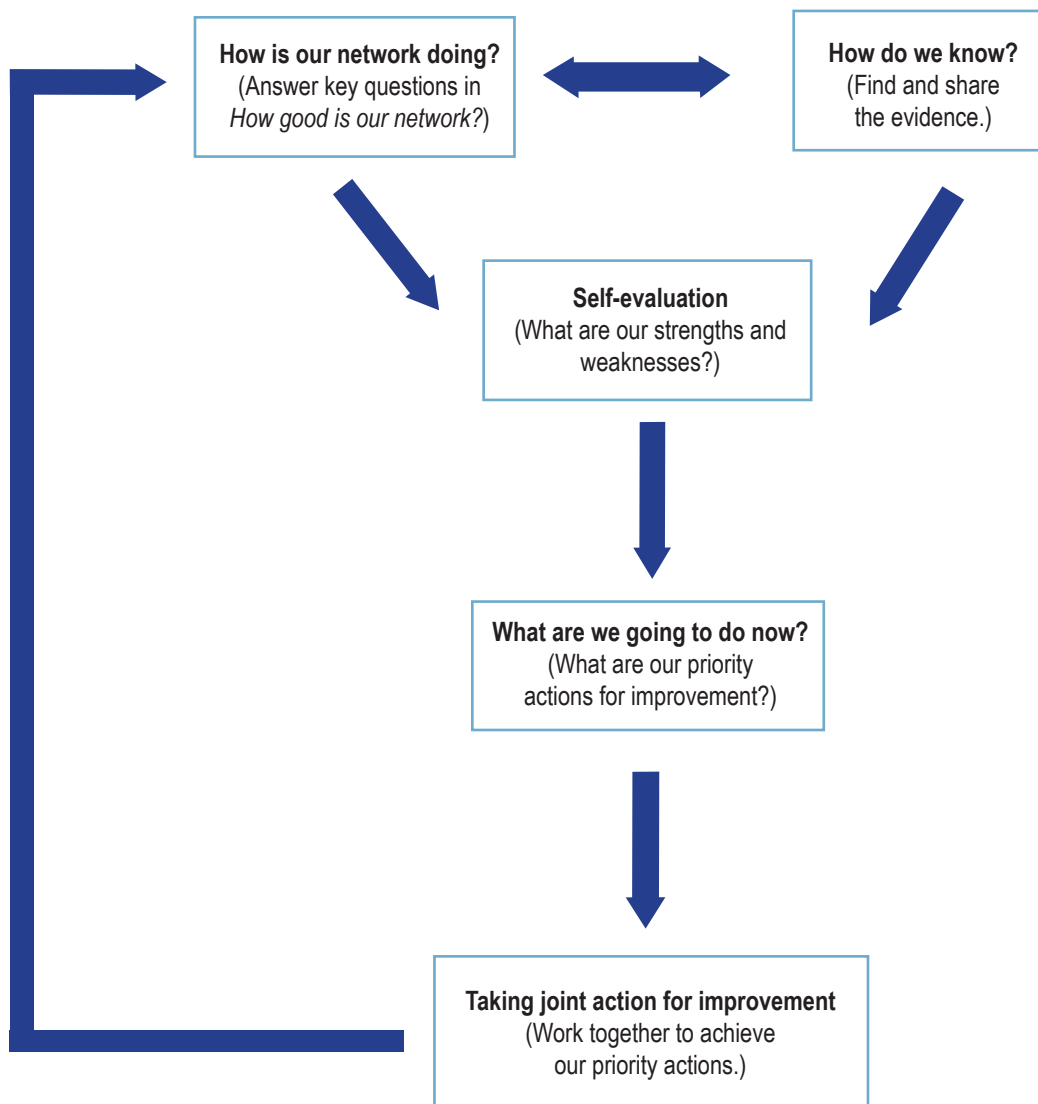 How is our network doing?
(Answer key questions in
How good is our network?)
How do we know?
(Find and share
the evidence.)
Self-evaluation
(What are our strengths and
weaknesses?)
What are we going to do now?
(What are our priority
actions for improvement?)
Taking joint action for improvement
(Work together to achieve
our priority actions.)